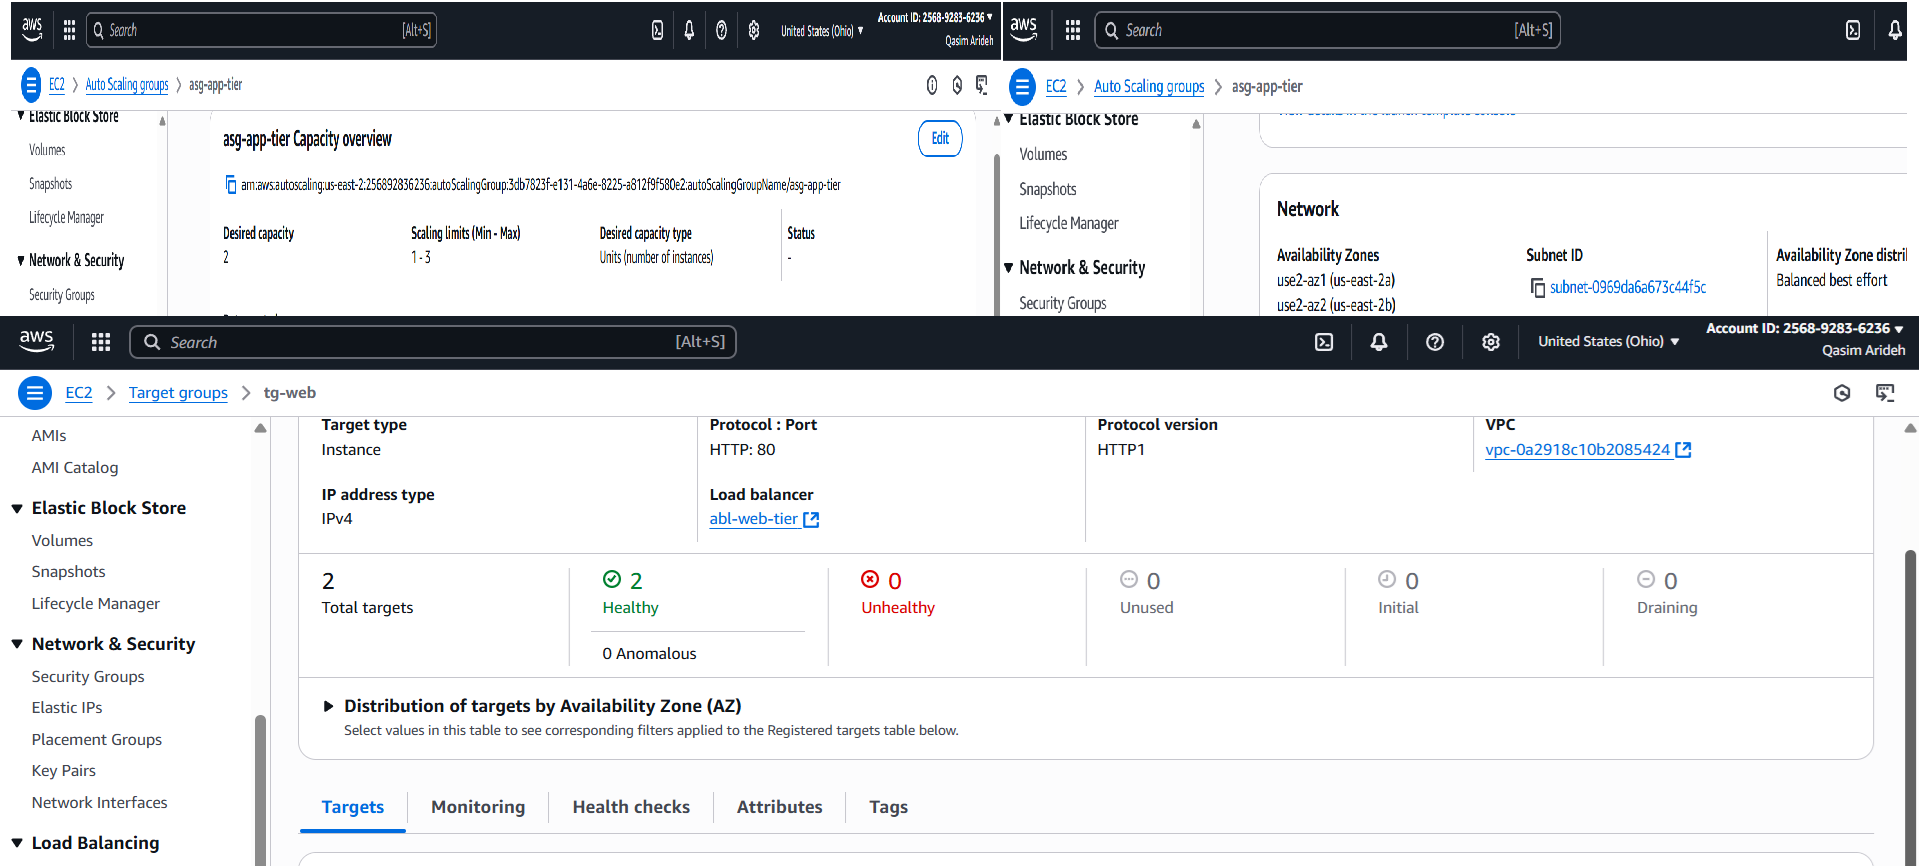 aws
Search [Alt+S]
United States (Ohio) ▼
Account ID: 2568-9283-6236 ▼
Qasim Arideh
EC2 > Auto Scaling groups > asg-app-tier
Elastic Block Store
Volumes
Snapshots
Lifecycle Manager
Network & Security
Security Groups
asg-app-tier Capacity overview
Edit
arn:aws:autoscaling:us-east-2:256892836236:autoScalingGroup:3db7823f-e131-4a6e-8225-a812f9f580e2:autoScalingGroupName/asg-app-tier
Desired capacity
2
Scaling limits (Min - Max)
1 - 3
Desired capacity type
Units (number of instances)
Status
-
aws
Search [Alt+S]
EC2 > Auto Scaling groups > asg-app-tier
Elastic Block Store
Volumes
Snapshots
Lifecycle Manager
Network & Security
Security Groups
Network
Availability Zones
use2-az1 (us-east-2a)
use2-az2 (us-east-2b)
Subnet ID
subnet-0969da6a673c44f5c
Availability Zone distri
Balanced best effort
aws
Search [Alt+S]
United States (Ohio) ▼
Account ID: 2568-9283-6236 ▼
Qasim Arideh
EC2 > Target groups > tg-web
AMIs
AMI Catalog
Elastic Block Store
Volumes
Snapshots
Lifecycle Manager
Network & Security
Security Groups
Elastic IPs
Placement Groups
Key Pairs
Network Interfaces
Load Balancing
Target type
Instance
Protocol : Port
HTTP: 80
Protocol version
HTTP1
VPC
vpc-0a2918c10b2085424
IP address type
IPv4
Load balancer
abl-web-tier
2
Total targets
2
Healthy
0 Anomalous
0
Unhealthy
0
Unused
0
Initial
0
Draining
Distribution of targets by Availability Zone (AZ)
Select values in this table to see corresponding filters applied to the Registered targets table below.
Targets
Monitoring
Health checks
Attributes
Tags